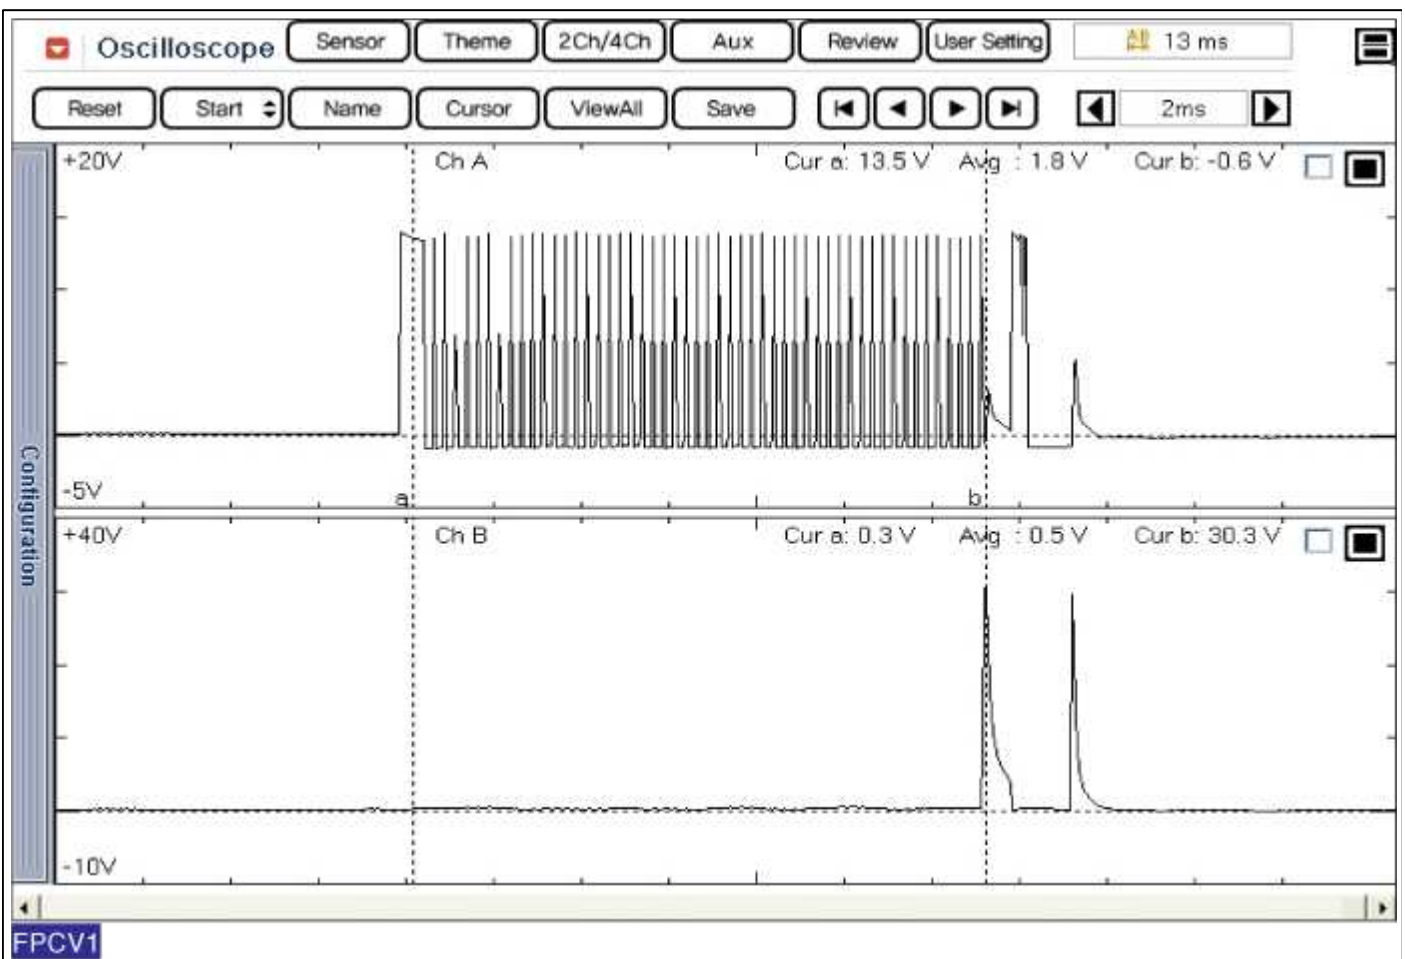 Oscilloscope Sensor Theme 2Ch/4Ch Aux Review User Setting 13 ms
Reset Start Name Cursor ViewAll Save 2ms
+20V Ch A Cur a: 13.5 V Avg : 1.8 V Cur b: -0.6 V
-5V a b
Configuration
+40V Ch B Cur a: 0.3 V Avg : 0.5 V Cur b: 30.3 V
-10V
FPCV1